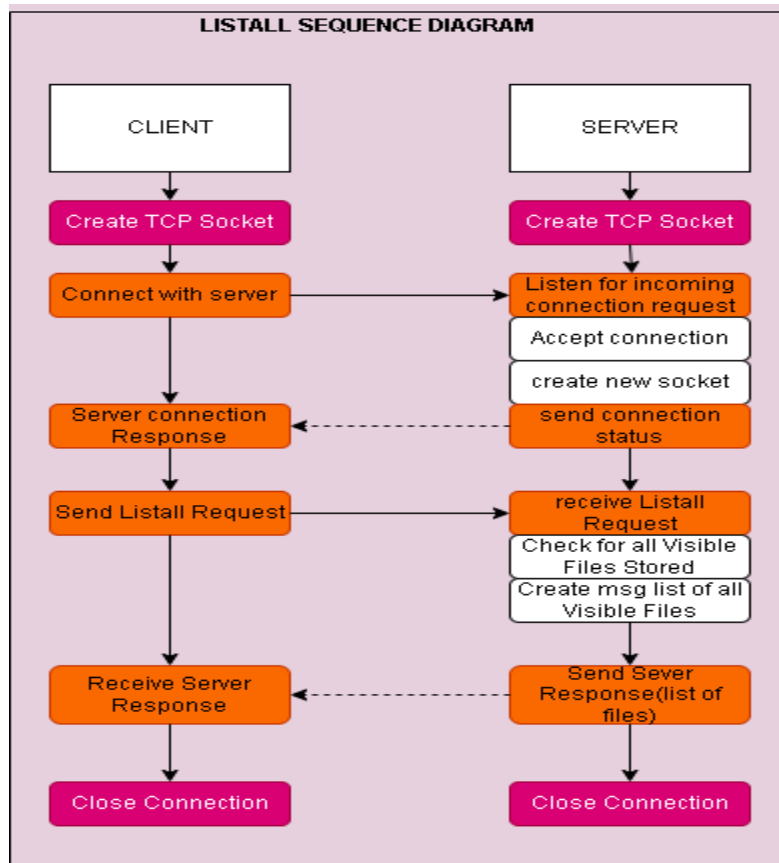 LISTALL SEQUENCE DIAGRAM
CLIENT
SERVER
Create TCP Socket
Create TCP Socket
Connect with server
Listen for incoming
connection request
Accept connection
create new socket
Server connection
Response
send connection
status
Send Listall Request
receive Listall
Request
Check for all Visible
Files Stored
Create msg list of all
Visible Files
Receive Server
Response
Send Sever
Response(list of
files)
Close Connection
Close Connection